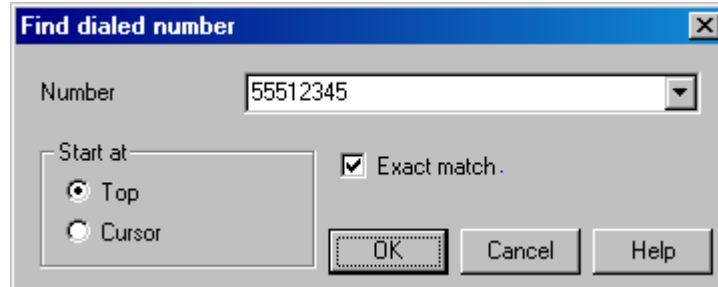 Find dialed number
Number
55512345
Start at
Top
Cursor
Exact match
OK
Cancel
Help